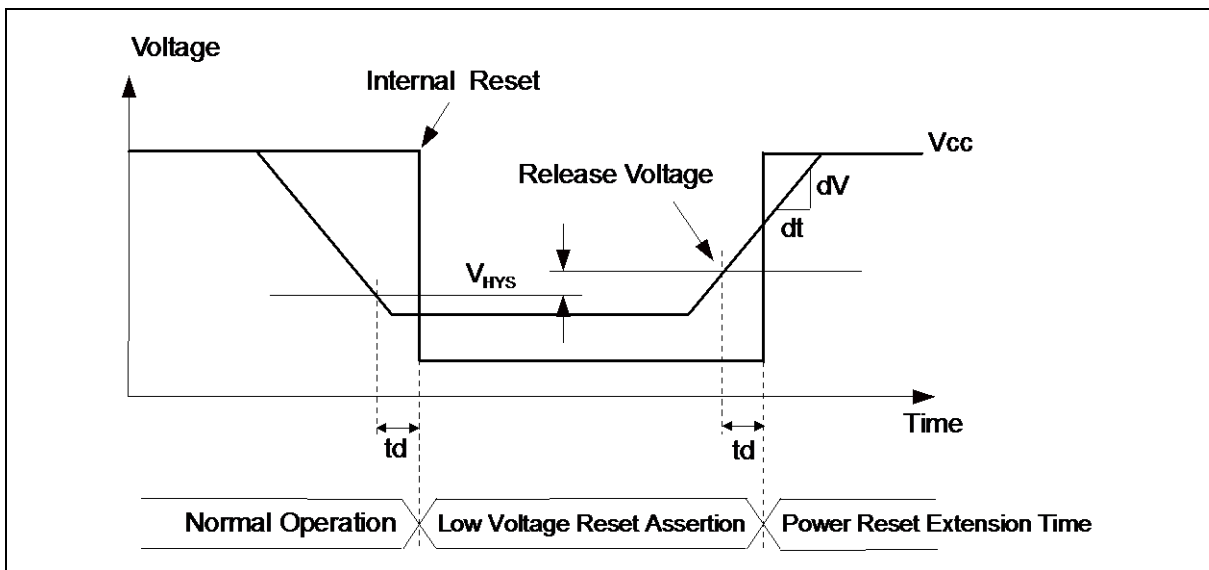 Voltage
Internal Reset
Vcc
Release Voltage
dV
dt
VHYS
Time
td
td
Normal Operation
Low Voltage Reset Assertion
Power Reset Extension Time